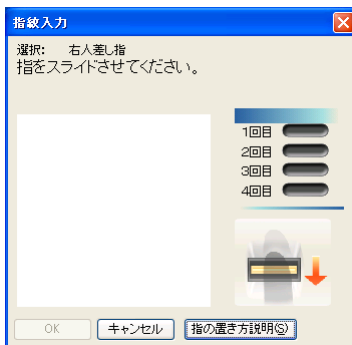 指紋入力
選択: 右人差し指
指をスライドさせてください。
1回目
2回目
3回目
4回目
OK
キャンセル
指の置き方説明(S)